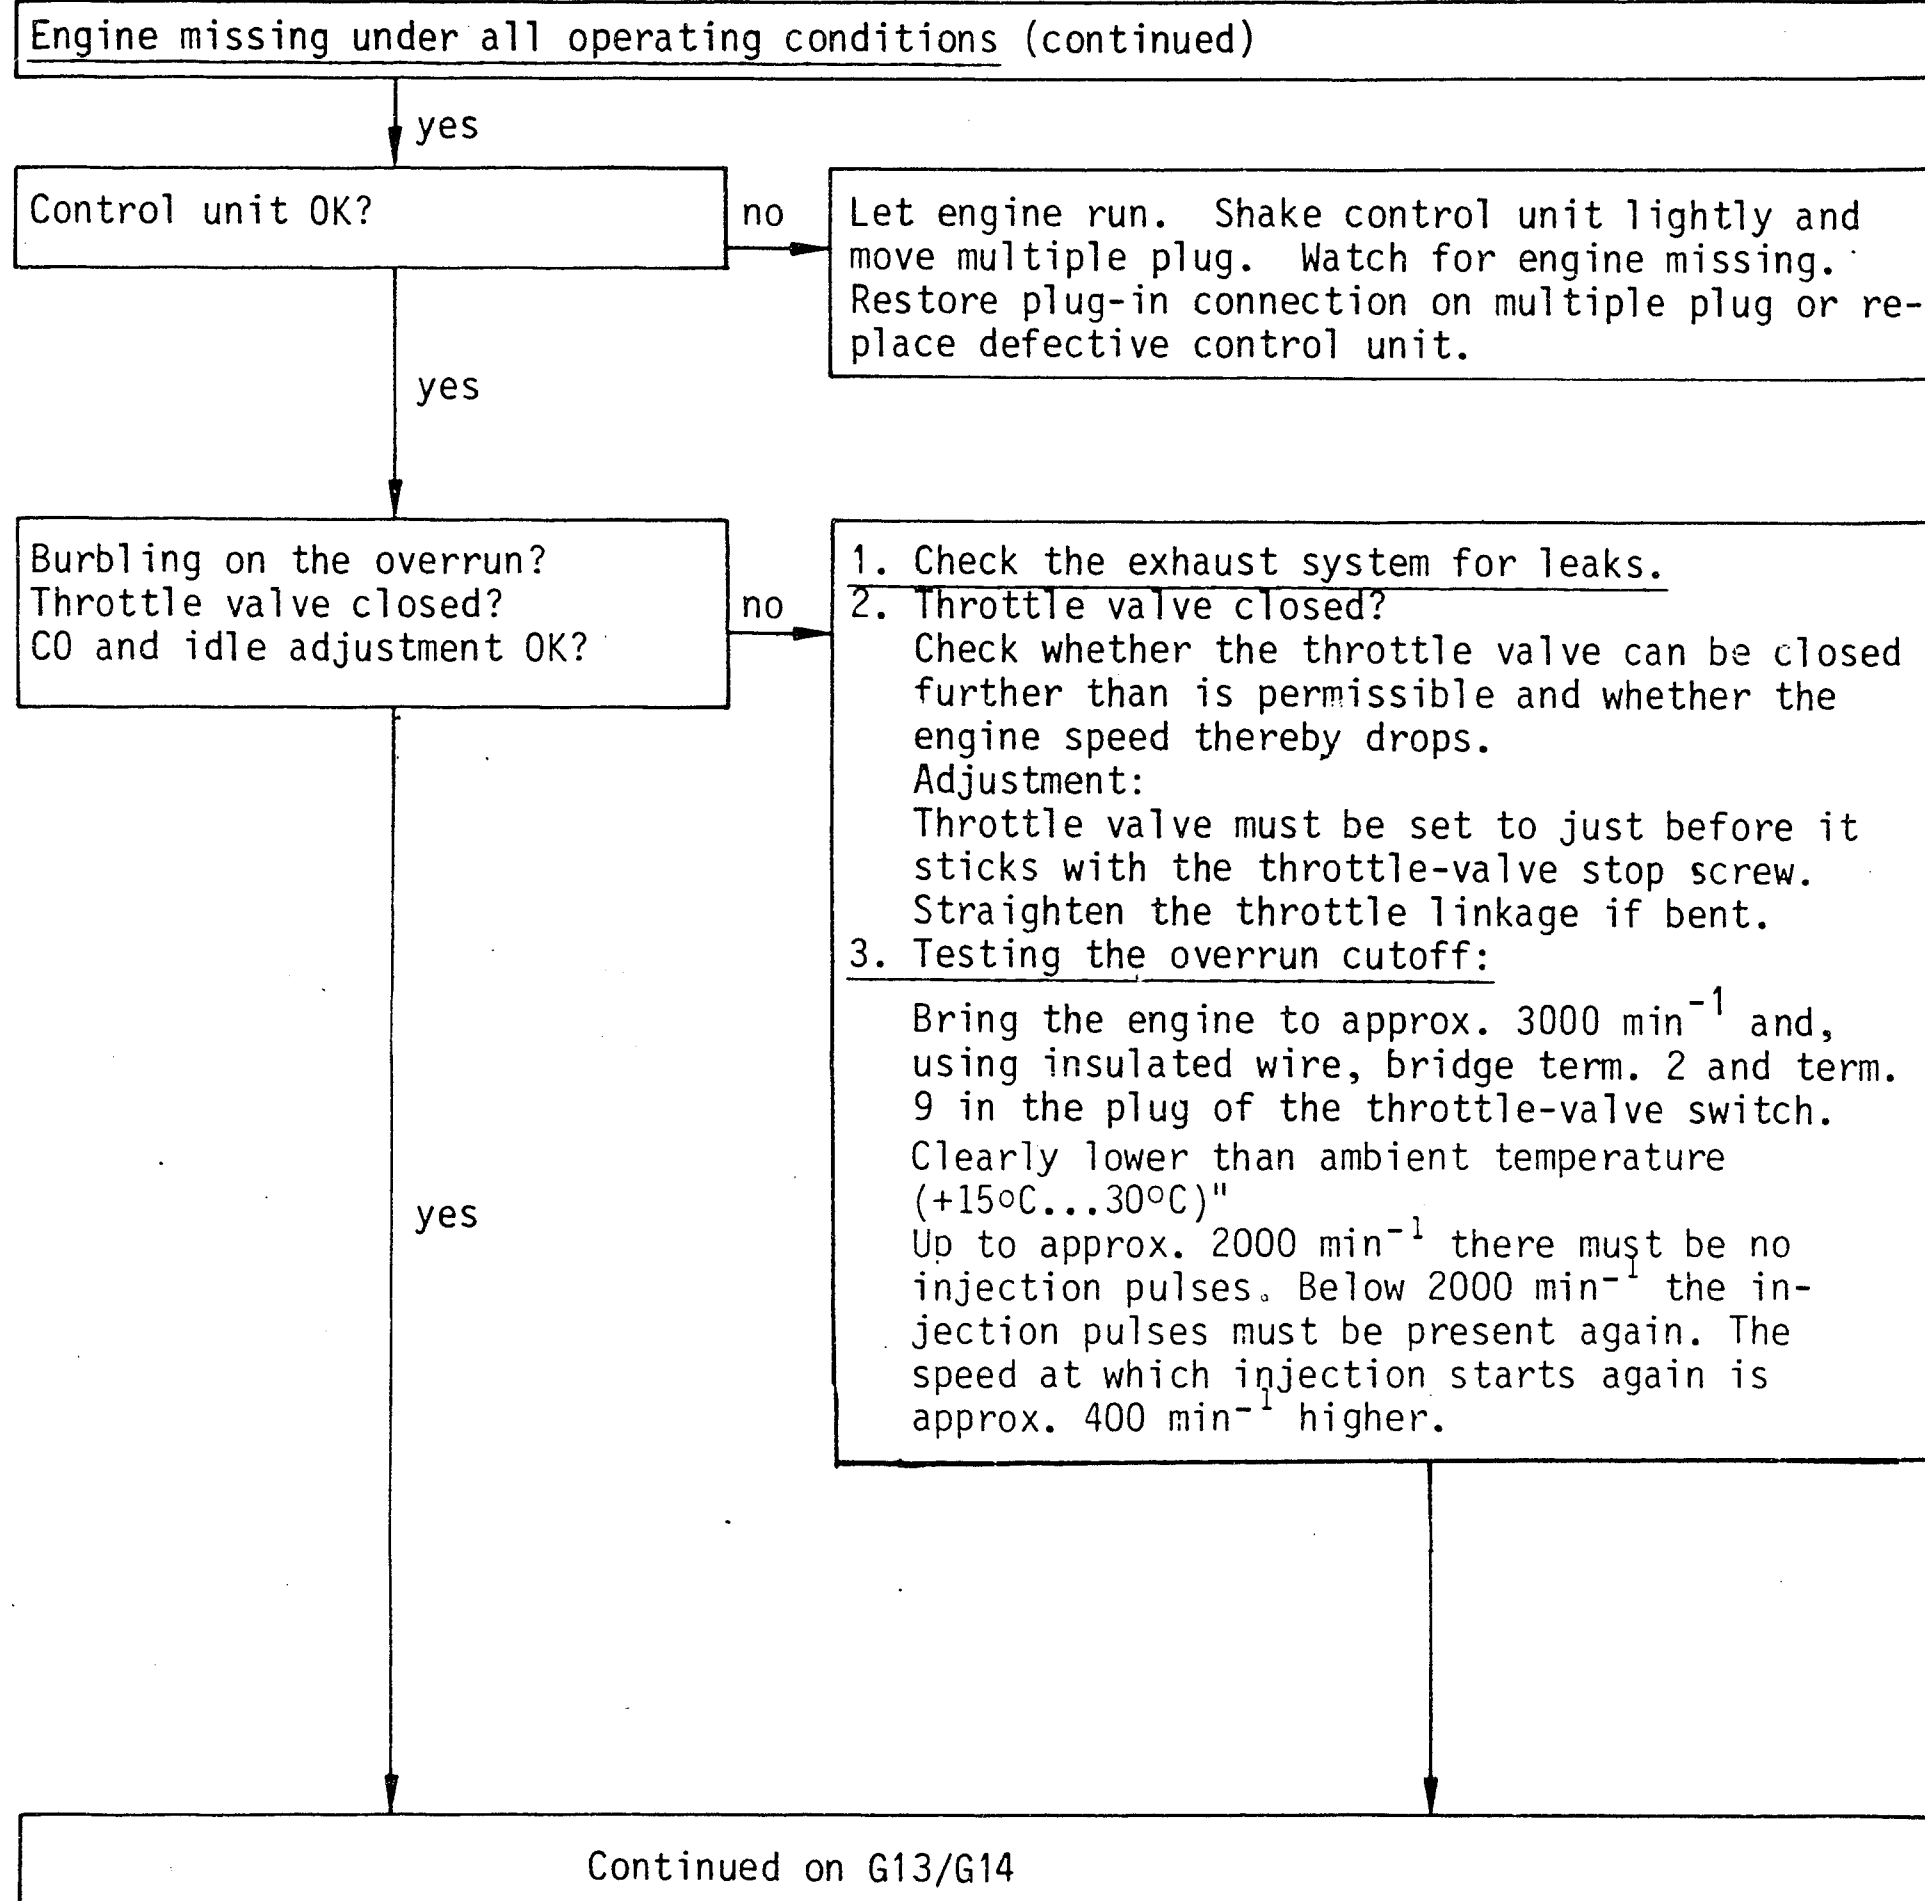 Engine missing under all operating conditions (continued)
yes
Control unit OK?
no
Let engine run. Shake control unit lightly and
move multiple plug. Watch for engine missing.
Restore plug-in connection on multiple plug or re-
place defective control unit.
yes
Burbling on the overrun?
Throttle valve closed?
CO and idle adjustment OK?
no
1. Check the exhaust system for leaks.
2. Throttle valve closed?
Check whether the throttle valve can be closed
further than is permissible and whether the
engine speed thereby drops.
Adjustment:
Throttle valve must be set to just before it
sticks with the throttle-valve stop screw.
Straighten the throttle linkage if bent.
3. Testing the overrun cutoff:
Bring the engine to approx. 3000 min⁻¹ and,
using insulated wire, bridge term. 2 and term.
9 in the plug of the throttle-valve switch.
Clearly lower than ambient temperature
(+15°C...30°C)"
Up to approx. 2000 min⁻¹ there must be no
injection pulses. Below 2000 min⁻¹ the in-
jection pulses must be present again. The
speed at which injection starts again is
approx. 400 min⁻¹ higher.
yes
Continued on G13/G14